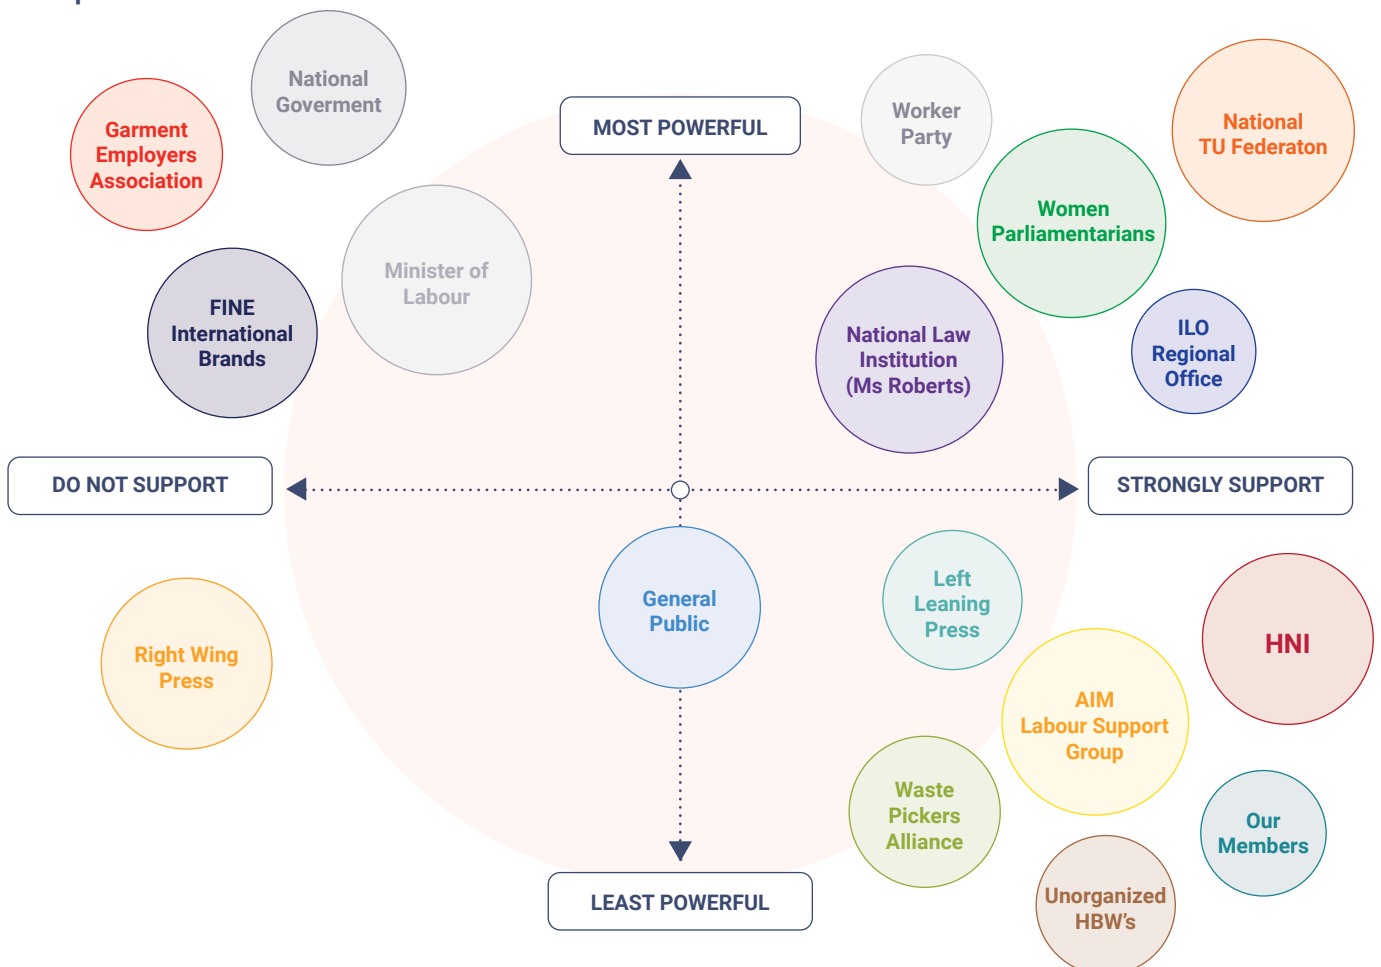 National
Goverment
Garment
Employers
Association
MOST POWERFUL
Worker
Party
National
TU Federaton
Women
Parliamentarians
Minister of
Labour
FINE
International
Brands
National Law
Institution
(Ms Roberts)
ILO
Regional
Office
DO NOT SUPPORT
STRONGLY SUPPORT
General
Public
Left
Leaning
Press
HNI
Right Wing
Press
AIM
Labour Support
Group
Waste
Pickers
Alliance
Our
Members
Unorganized
HBW's
LEAST POWERFUL